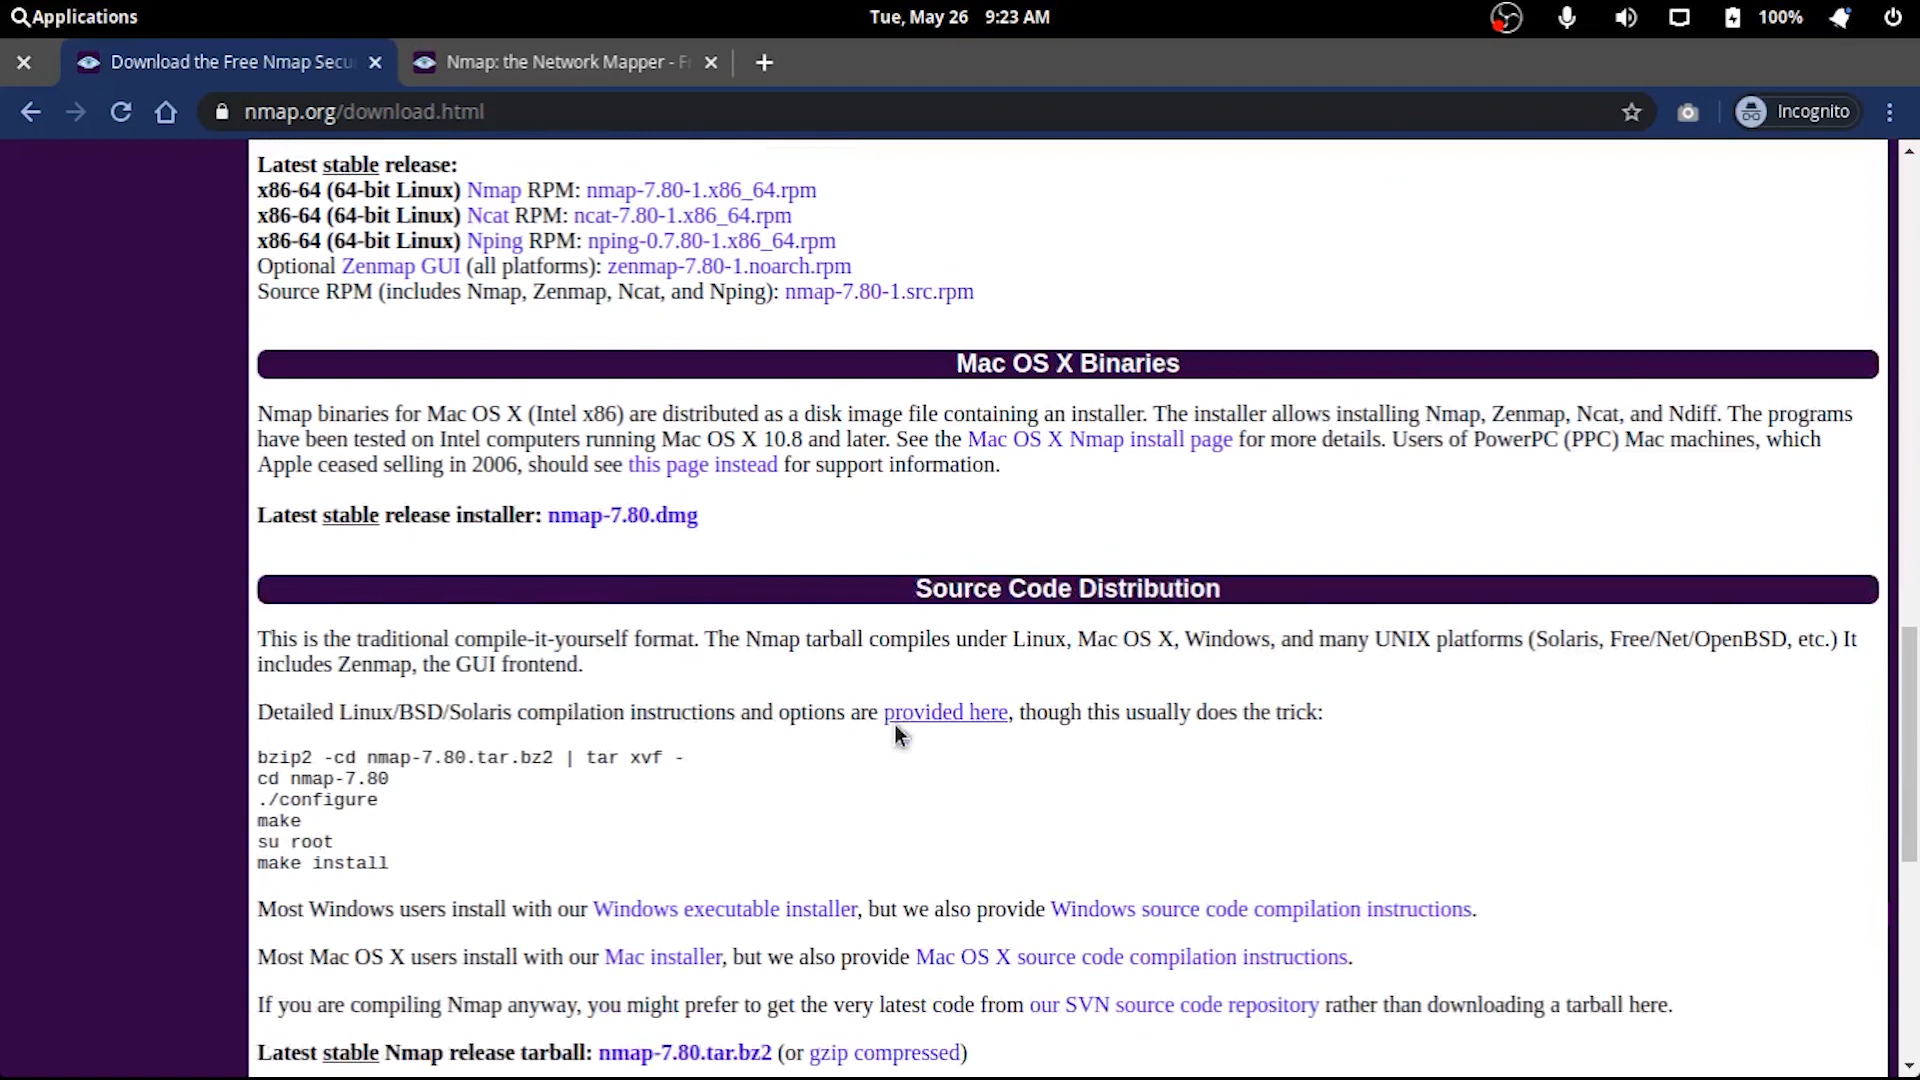 Applications
Tue, May 26 9:23 AM
100%
Download the Free Nmap Secu
Nmap: the Network Mapper - Fr
nmap.org/download.html
Incognito
Latest stable release:
x86-64 (64-bit Linux) Nmap RPM: nmap-7.80-1.x86_64.rpm
x86-64 (64-bit Linux) Ncat RPM: ncat-7.80-1.x86_64.rpm
x86-64 (64-bit Linux) Nping RPM: nping-0.7.80-1.x86_64.rpm
Optional Zenmap GUI (all platforms): zenmap-7.80-1.noarch.rpm
Source RPM (includes Nmap, Zenmap, Ncat, and Nping): nmap-7.80-1.src.rpm
Mac OS X Binaries
Nmap binaries for Mac OS X (Intel x86) are distributed as a disk image file containing an installer. The installer allows installing Nmap, Zenmap, Ncat, and Ndiff. The programs
have been tested on Intel computers running Mac OS X 10.8 and later. See the Mac OS X Nmap install page for more details. Users of PowerPC (PPC) Mac machines, which
Apple ceased selling in 2006, should see this page instead for support information.
Latest stable release installer: nmap-7.80.dmg
Source Code Distribution
This is the traditional compile-it-yourself format. The Nmap tarball compiles under Linux, Mac OS X, Windows, and many UNIX platforms (Solaris, Free/Net/OpenBSD, etc.) It
includes Zenmap, the GUI frontend.
Detailed Linux/BSD/Solaris compilation instructions and options are provided here, though this usually does the trick:
bzip2 -cd nmap-7.80.tar.bz2 | tar xvf -
cd nmap-7.80
./configure
make
su root
make install
Most Windows users install with our Windows executable installer, but we also provide Windows source code compilation instructions.
Most Mac OS X users install with our Mac installer, but we also provide Mac OS X source code compilation instructions.
If you are compiling Nmap anyway, you might prefer to get the very latest code from our SVN source code repository rather than downloading a tarball here.
Latest stable Nmap release tarball: nmap-7.80.tar.bz2 (or gzip compressed)